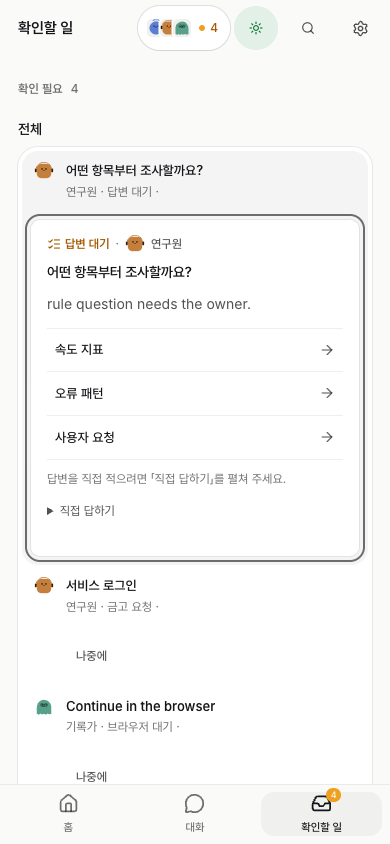 확인할 일
4
확인 필요 4
전체
어떤 항목부터 조사할까요?
연구원 · 답변 대기 ·
답변 대기 · 연구원
어떤 항목부터 조사할까요?
rule question needs the owner.
속도 지표
오류 패턴
사용자 요청
답변을 직접 적으려면 「직접 답하기」를 펼쳐 주세요.
직접 답하기
서비스 로그인
연구원 · 금고 요청 ·
나중에
Continue in the browser
기록가 · 브라우저 대기 ·
나중에
4
홈 대화 확인할 일